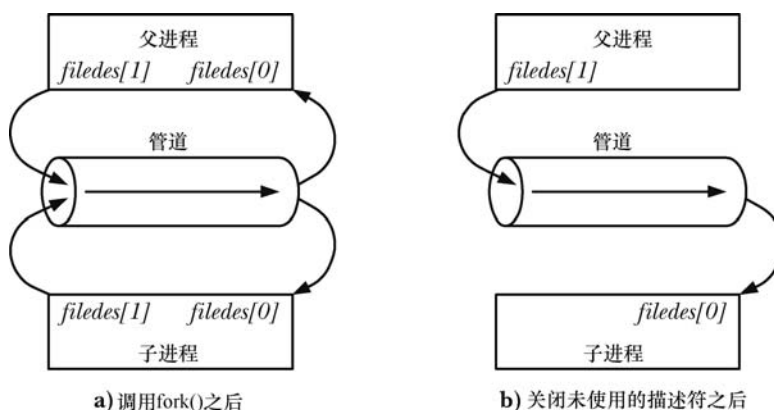 父进程
filedes[1] filedes[0]
管道
filedes[1] filedes[0]
子进程
a) 调用fork()之后
父进程
filedes[1]
管道
filedes[0]
子进程
b) 关闭未使用的描述符之后